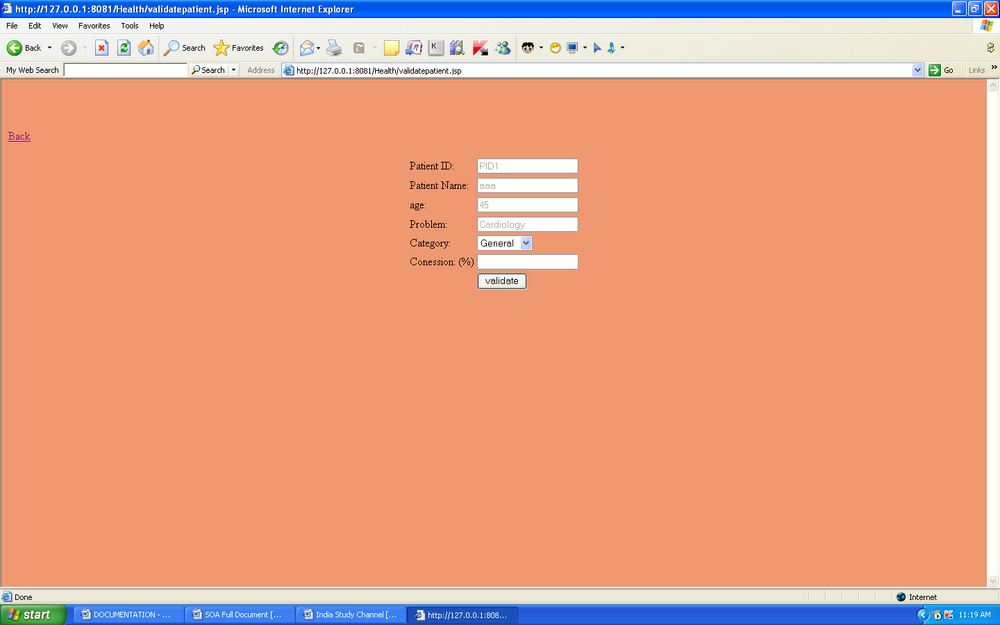 http://127.0.0.1:8081/Health/validatepatient.jsp - Microsoft Internet Explorer
File Edit View Favorites Tools Help
Back Search Favorites
My Web Search Search Address http://127.0.0.1:8081/Health/validatepatient.jsp Go Links »
Back
Patient ID: PID1
Patient Name: aaa
age: 45
Problem: Cardiology
Category: General
Conession: (%)
validate
Done Internet
start DOCUMENTATION - ... SOA Full Document [... India Study Channel [... http://127.0.0.1:808... 11:19 AM